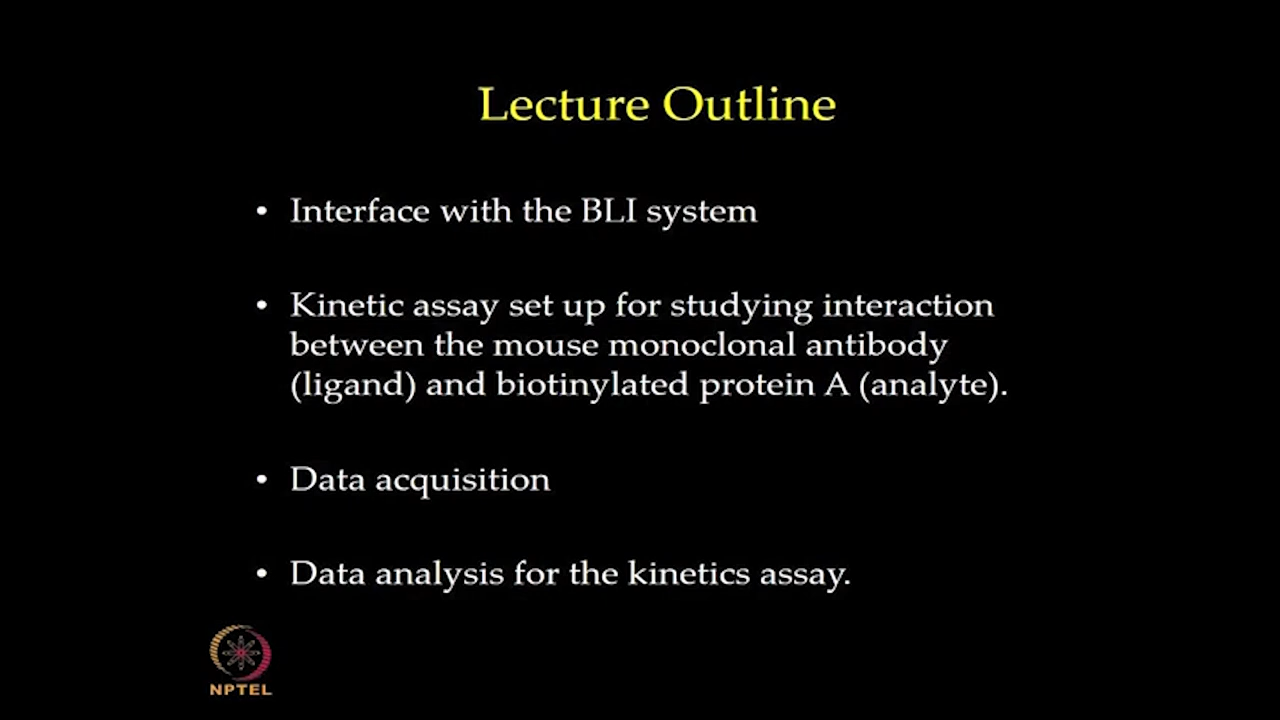 Lecture Outline
• Interface with the BLI system
• Kinetic assay set up for studying interaction
between the mouse monoclonal antibody
(ligand) and biotinylated protein A (analyte).
• Data acquisition
• Data analysis for the kinetics assay.
NPTEL